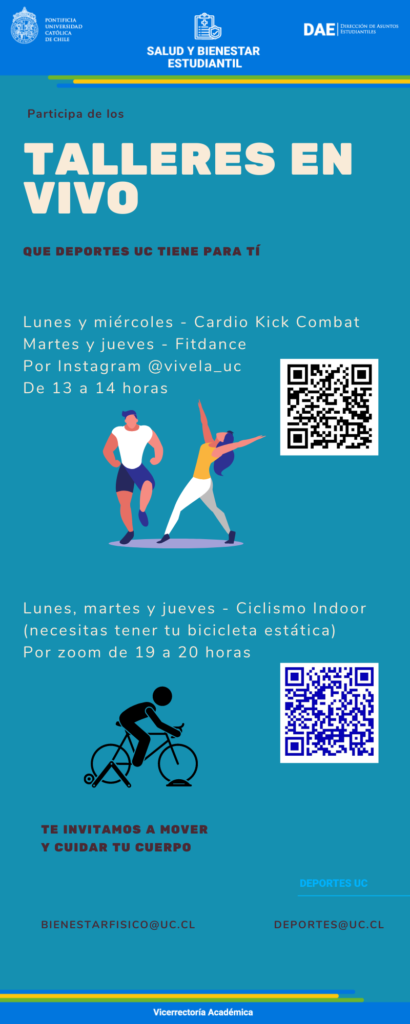 PONTIFICIA
UNIVERSIDAD
CATÓLICA
DE CHILE
SALUD Y BIENESTAR
ESTUDIANTIL
DAE DIRECCIÓN DE ASUNTOS
ESTUDIANTILES
Participa de los
TALLERES EN
VIVO
QUE DEPORTES UC TIENE PARA TÍ
Lunes y miércoles - Cardio Kick Combat
Martes y jueves - Fitdance
Por Instagram @vivela_uc
De 13 a 14 horas
Lunes, martes y jueves - Ciclismo Indoor
(necesitas tener tu bicicleta estática)
Por zoom de 19 a 20 horas
TE INVITAMOS A MOVER
Y CUIDAR TU CUERPO
DEPORTES UC
BIENESTARFISICO@UC.CL
DEPORTES@UC.CL
Vicerrectoría Académica